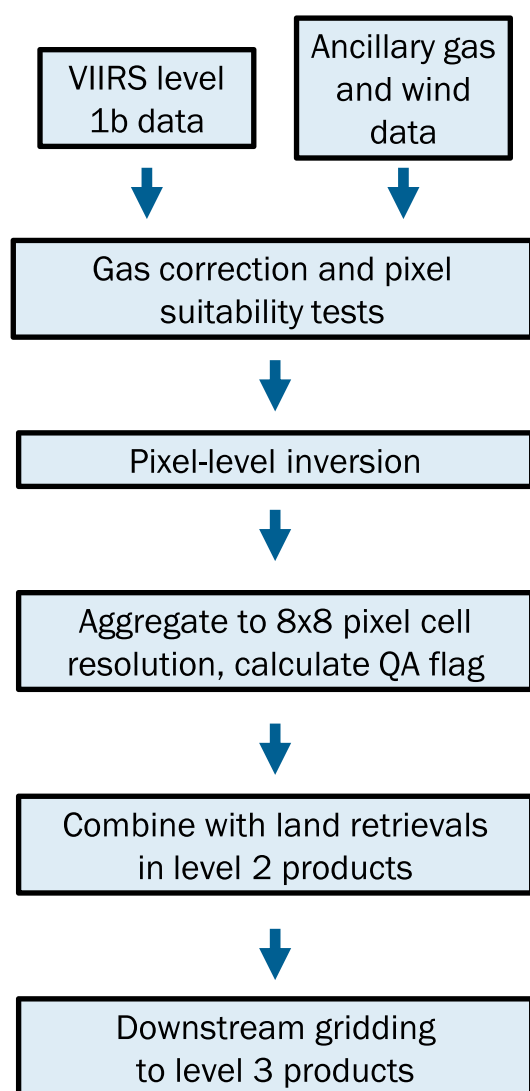 VIIRS level
1b data
Ancillary gas
and wind
data
Gas correction and pixel
suitability tests
Pixel-level inversion
Aggregate to 8x8 pixel cell
resolution, calculate QA flag
Combine with land retrievals
in level 2 products
Downstream gridding
to level 3 products